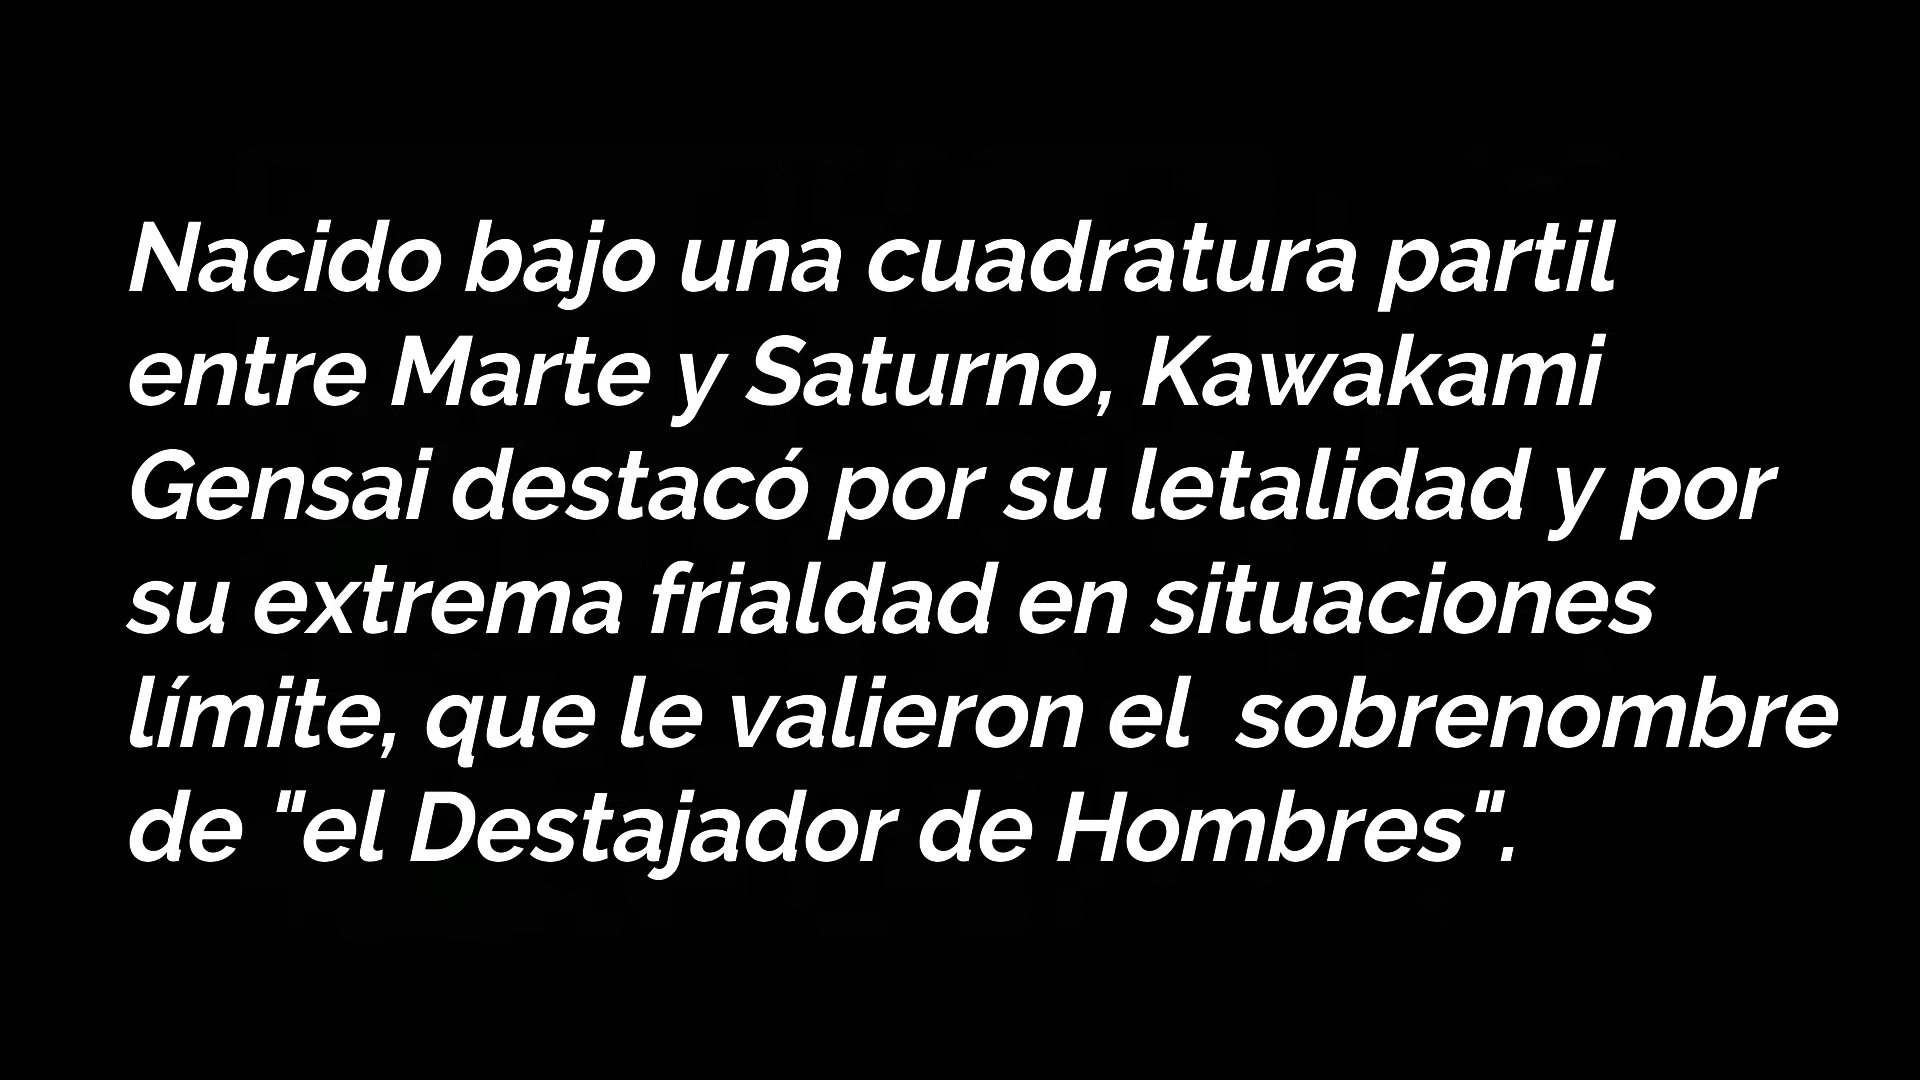 Nacido bajo una cuadratura partil
entre Marte y Saturno, Kawakami
Gensai destacó por su letalidad y por
su extrema frialdad en situaciones
límite, que le valieron el  sobrenombre
de "el Destajador de Hombres".